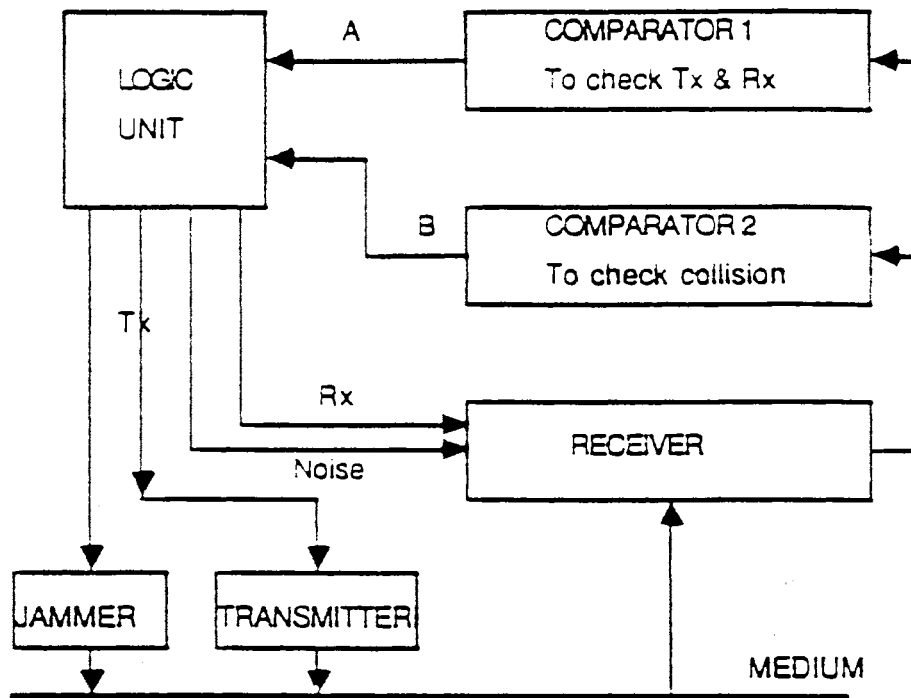 A
COMPARATOR 1
To check Tx & Rx
LOGIC
UNIT
B
COMPARATOR 2
To check collision
Tx
Rx
RECEIVER
Noise
JAMMER
TRANSMITTER
MEDIUM